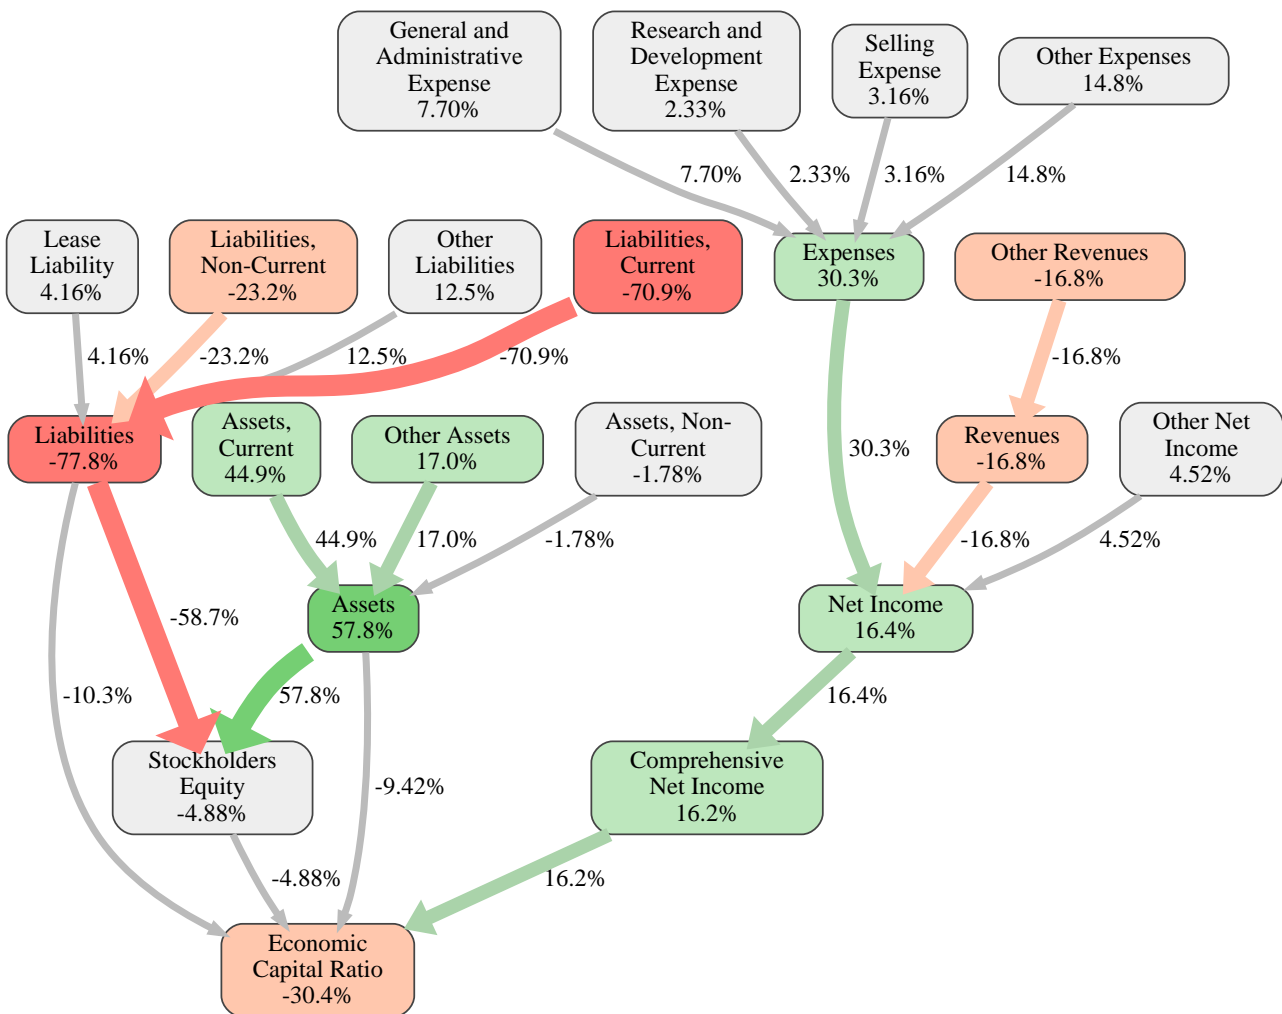 General and
Administrative
Expense
7.70%
Research and
Development
Expense
2.33%
Selling
Expense
3.16%
Other Expenses
14.8%
7.70%
2.33%
3.16%
14.8%
Lease
Liability
4.16%
Liabilities,
Non-Current
-23.2%
Other
Liabilities
12.5%
Liabilities,
Current
-70.9%
Expenses
30.3%
Other Revenues
-16.8%
4.16%
-23.2%
12.5%
-70.9%
-16.8%
Liabilities
-77.8%
Assets,
Current
44.9%
Other Assets
17.0%
Assets, Non-
Current
-1.78%
30.3%
Revenues
-16.8%
Other Net
Income
4.52%
44.9%
17.0%
-1.78%
-16.8%
4.52%
Assets
57.8%
Net Income
16.4%
-58.7%
-10.3%
57.8%
16.4%
Stockholders
Equity
-4.88%
-9.42%
Comprehensive
Net Income
16.2%
-4.88%
16.2%
Economic
Capital Ratio
-30.4%